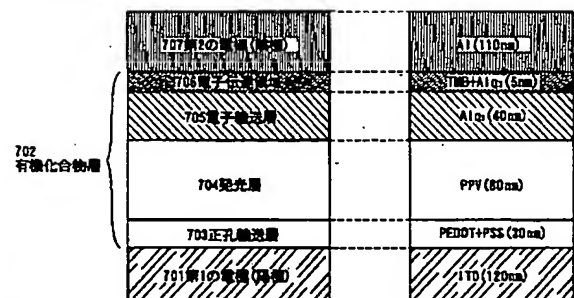 707第2の電極(陰極)
706電子
705電子輸送層
702
有機化合物層
704発光層
703正孔輸送層
701第1の電極(陽極)
Al(110nm)
TMB+Alq₃(5nm)
Alq₃(40nm)
PPV(80nm)
PEDOT+PSS(30nm)
ITO(120nm)